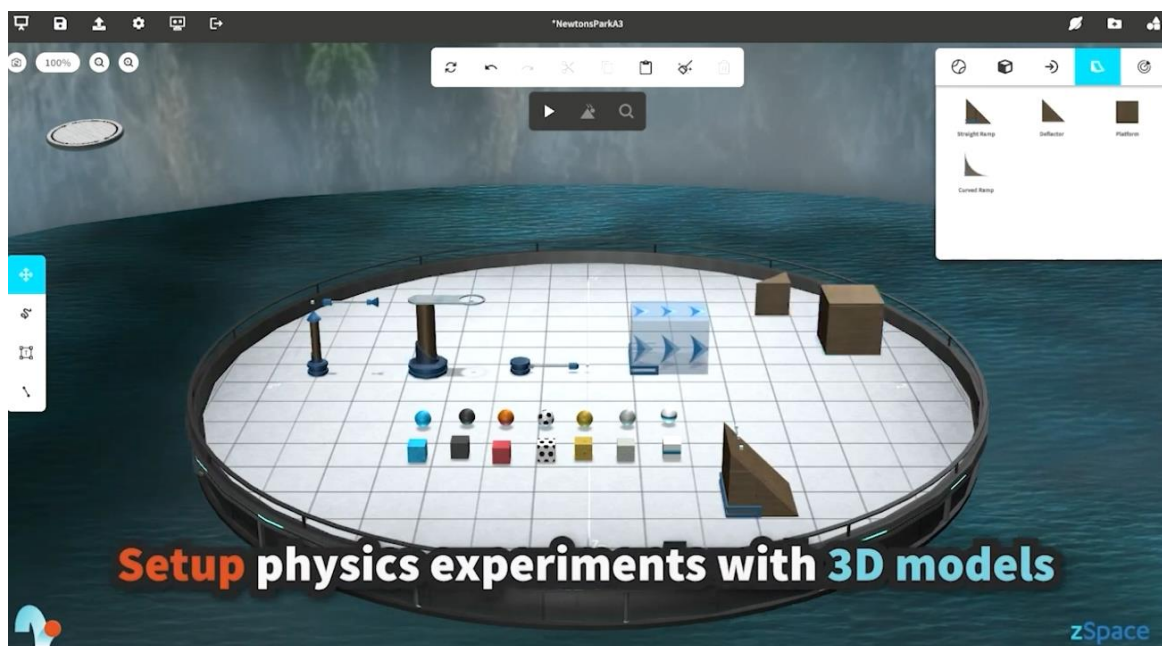 *NewtonsParkA3
100%
Straight Ramp
Deflector
Platform
Curved Ramp
Setup physics experiments with 3D models
zSpace